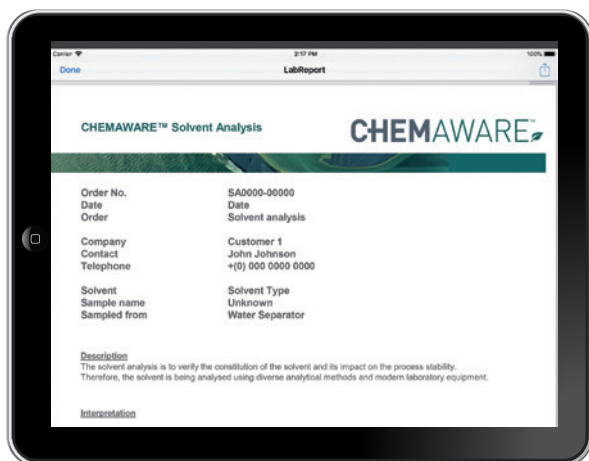 Carrier 2:17 PM 100%
Done LabReport
CHEMAWARE™ Solvent Analysis
CHEMAWARE™
Order No. SA0000-00000
Date Date
Order Solvent analysis
Company Customer 1
Contact John Johnson
Telephone +(0) 000 0000 0000
Solvent Solvent Type
Sample name Unknown
Sampled from Water Separator
Description
The solvent analysis is to verify the constitution of the solvent and its impact on the process stability.
Therefore, the solvent is being analysed using diverse analytical methods and modern laboratory equipment.
Interpretation